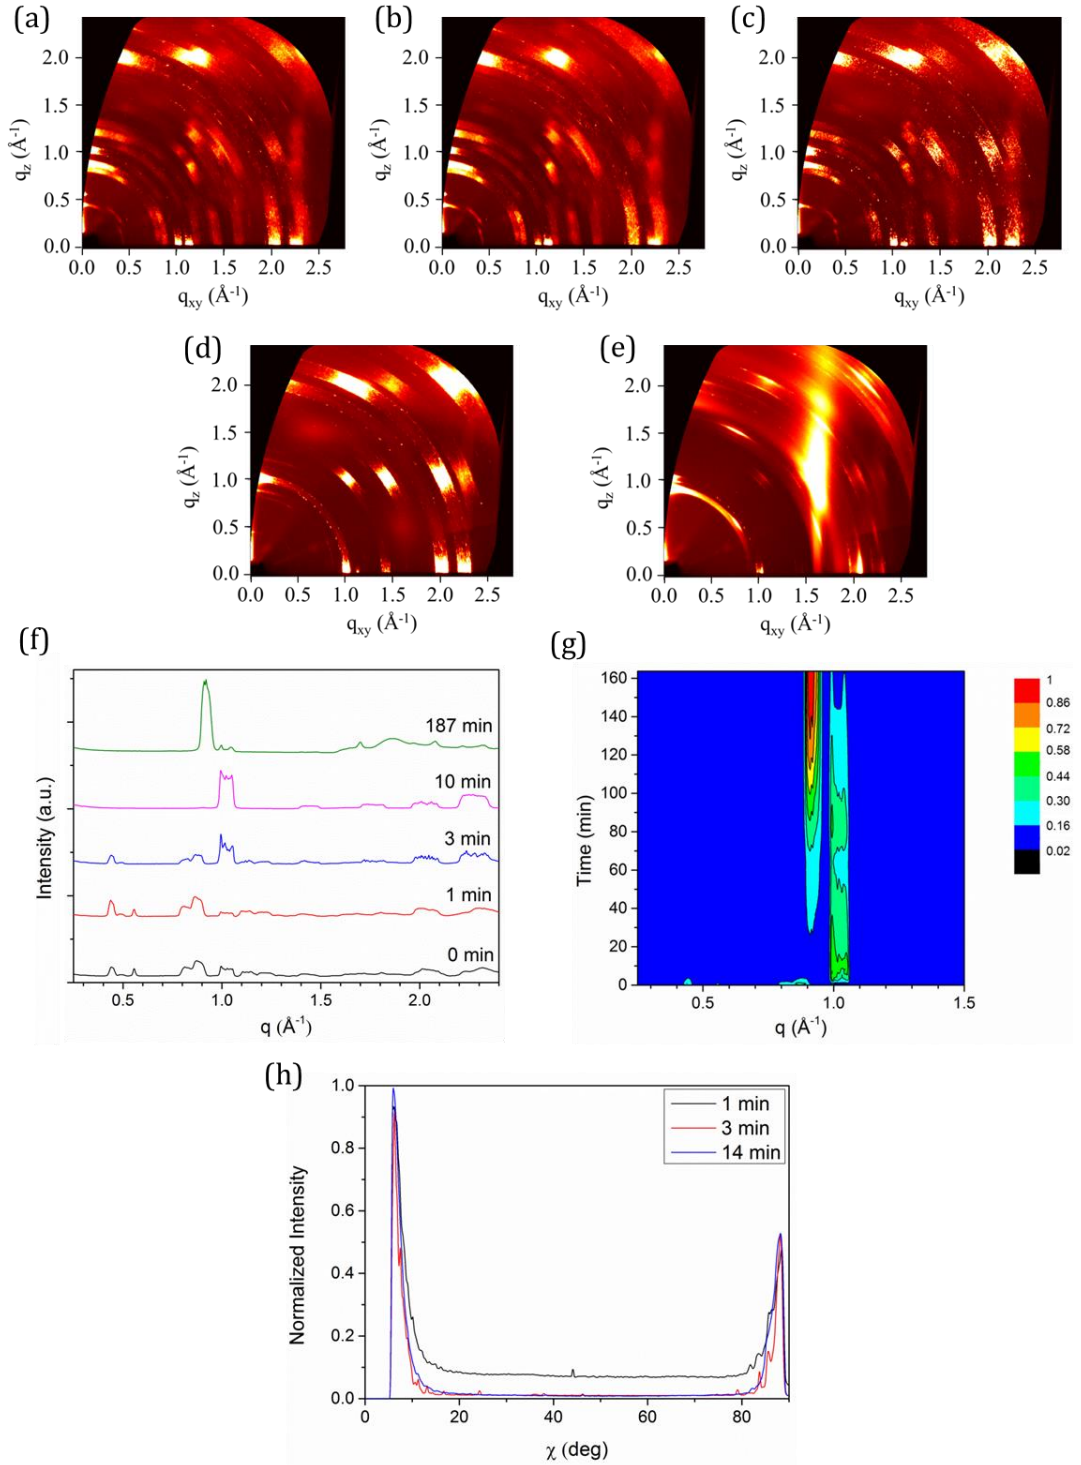 (a)
(b)
(c)
2.0
1.5
1.0
0.5
0.0
q_z (Å⁻¹)
0.0 0.5 1.0 1.5 2.0 2.5
q_xy (Å⁻¹)
2.0
1.5
1.0
0.5
0.0
q_z (Å⁻¹)
0.0 0.5 1.0 1.5 2.0 2.5
q_xy (Å⁻¹)
2.0
1.5
1.0
0.5
0.0
q_z (Å⁻¹)
0.0 0.5 1.0 1.5 2.0 2.5
q_xy (Å⁻¹)
(d)
(e)
2.0
1.5
1.0
0.5
0.0
q_z (Å⁻¹)
0.0 0.5 1.0 1.5 2.0 2.5
q_xy (Å⁻¹)
2.0
1.5
1.0
0.5
0.0
q_z (Å⁻¹)
0.0 0.5 1.0 1.5 2.0 2.5
q_xy (Å⁻¹)
(f)
Intensity (a.u.)
187 min
10 min
3 min
1 min
0 min
0.5 1.0 1.5 2.0
q (Å⁻¹)
(g)
Time (min)
160
140
120
100
80
60
40
20
0
0.5 1.0 1.5
q (Å⁻¹)
1
0.86
0.72
0.58
0.44
0.30
0.16
0.02
(h)
Normalized Intensity
1.0
0.8
0.6
0.4
0.2
0.0
1 min
3 min
14 min
0 20 40 60 80
χ (deg)